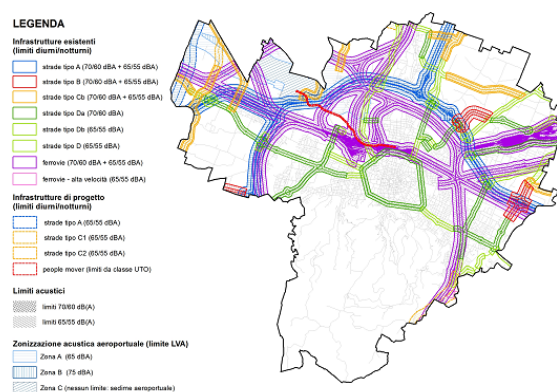 LEGENDA
Infrastrutture esistenti
(limiti diurni/notturni)
strade tipo A (70/60 dBA + 65/55 dBA)
strade tipo B (70/60 dBA + 65/55 dBA)
strade tipo Cb (70/60 dBA + 65/55 dBA)
strade tipo Da (70/60 dBA)
strade tipo Db (65/55 dBA)
strade tipo D (65/55 dBA)
ferrovie (70/60 dBA + 65/55 dBA)
ferrovie - alta velocità (65/55 dBA)
Infrastrutture di progetto
(limiti diurni/notturni)
strade tipo A (65/55 dBA)
strade tipo C1 (65/55 dBA)
strade tipo C2 (65/55 dBA)
people mover (limiti da classe UTO)
Limiti acustici
limiti 70/60 dB(A)
limiti 65/55 dB(A)
Zonizzazione acustica aeroportuale (limite LVA)
Zona A (65 dBA)
Zona B (75 dBA)
Zona C (nessun limite: sedime aeroportuale)